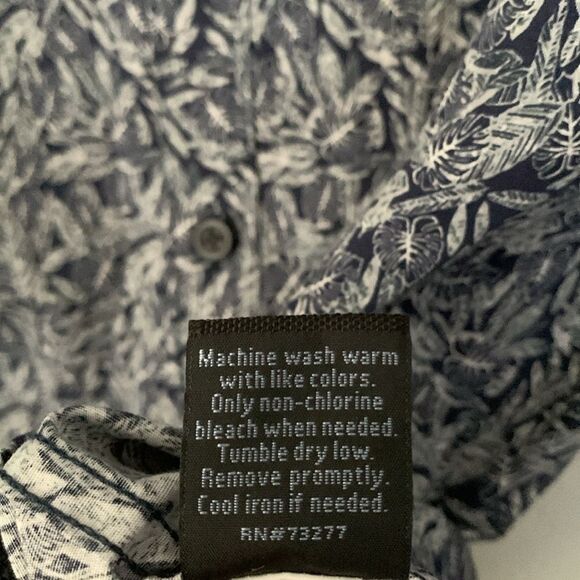 Machine wash warm
with like colors.
Only non-chlorine
bleach when needed.
Tumble dry low.
Remove promptly.
Cool iron if needed.
RN#73277